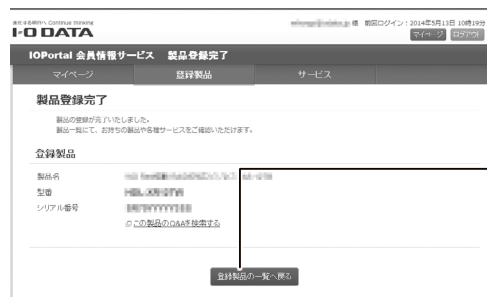 進化する明日へ Continue thinking
I-O DATA
様 前回ログイン：2014年5月13日 10時19分
マイページ ログアウト
IOPortal 会員情報サービス 製品登録完了
マイページ 登録製品 サービス
製品登録完了
製品の登録が完了いたしました。
製品一覧にて、お持ちの製品や各種サービスをご確認いただけます。
登録製品
製品名
型番
シリアル番号
この製品のQ&Aを検索する
登録製品の一覧へ戻る